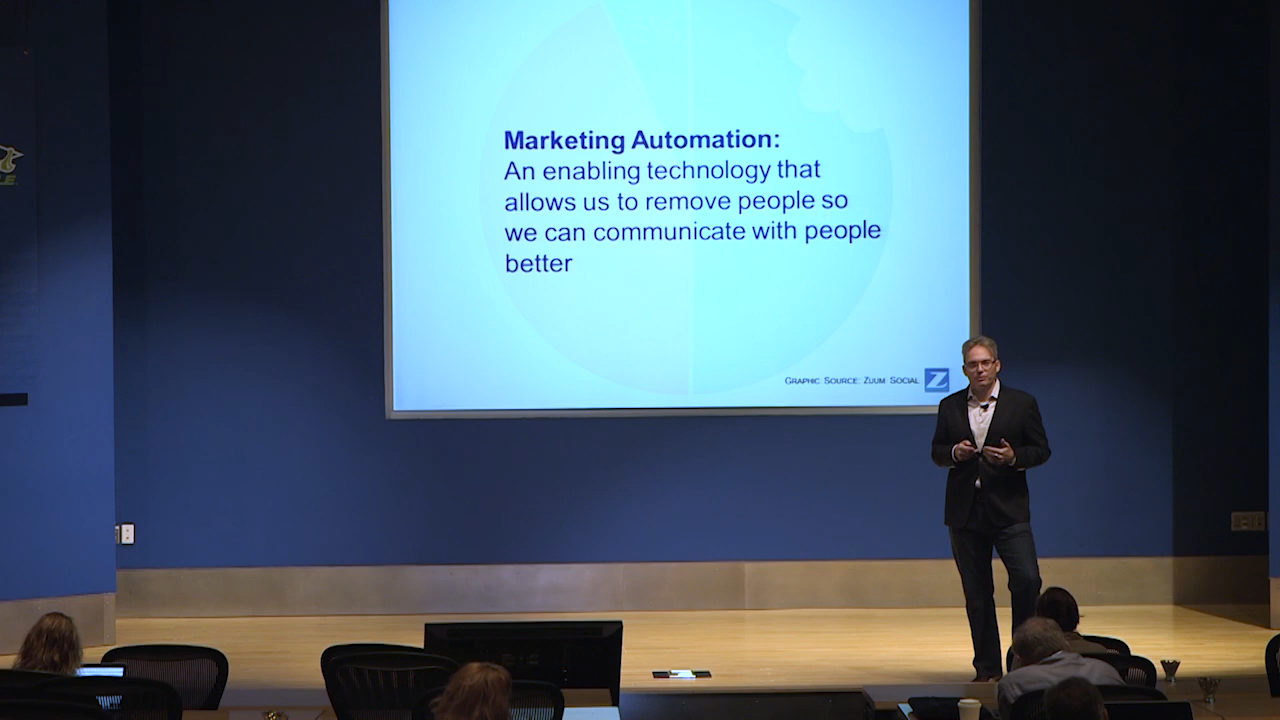 Marketing Automation:
An enabling technology that
allows us to remove people so
we can communicate with people
better
GRAPHIC SOURCE: ZUUM SOCIAL
Z